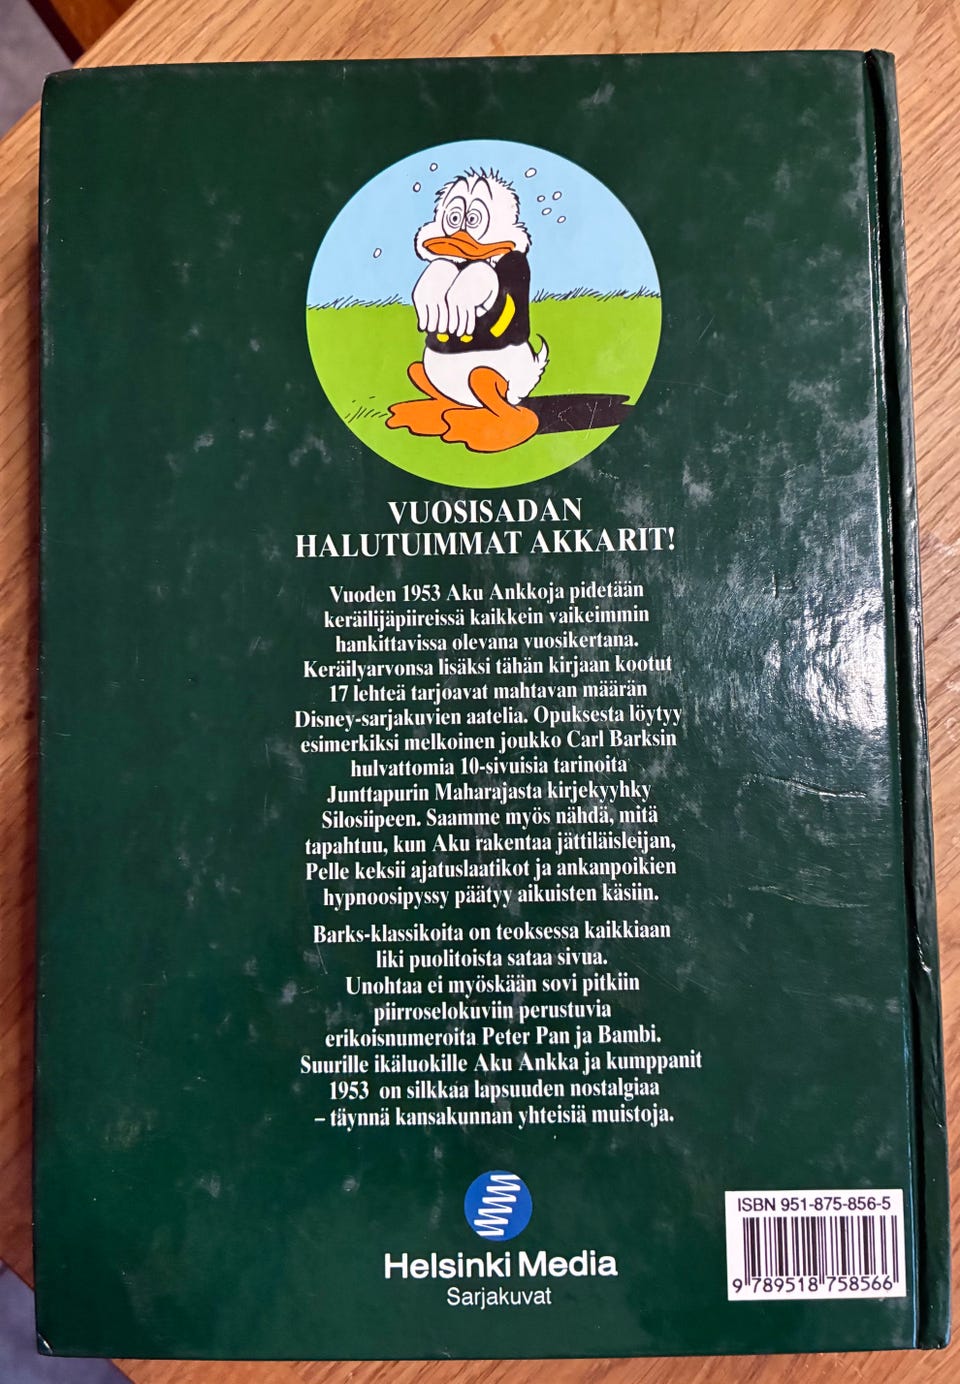 VUOSISADAN
HALUTUIMMAT AKKARIT!
Vuoden 1953 Aku Ankkoja pidetään
keräilijäpiireissä kaikkein vaikeimmin
hankittavissa olevana vuosikertana.
Keräilyarvonsa lisäksi tähän kirjaan kootut
17 lehteä tarjoavat mahtavan määrän
Disney-sarjakuvien aatelia. Opuksesta löytyy
esimerkiksi melkoinen joukko Carl Barksin
hulvattomia 10-sivuisia tarinoita
Junttapurin Maharajasta kirjekyyhky
Silosiipeen. Saamme myös nähdä, mitä
tapahtuu, kun Aku rakentaa jättiläisleijan,
Pelle keksii ajatuslaatikot ja ankanpoikien
hypnoosipyssy päätyy aikuisten käsiin.
Barks-klassikoita on teoksessa kaikkiaan
liki puolitoista sataa sivua.
Unohtaa ei myöskään sovi pitkiin
piirroselokuviin perustuvia
erikoisnumeroita Peter Pan ja Bambi.
Suurille ikäluokille Aku Ankka ja kumppanit
1953 on silkkaa lapsuuden nostalgiaa
– täynnä kansakunnan yhteisiä muistoja.
Helsinki Media
Sarjakuvat
ISBN 951-875-856-5
9 789518 758566